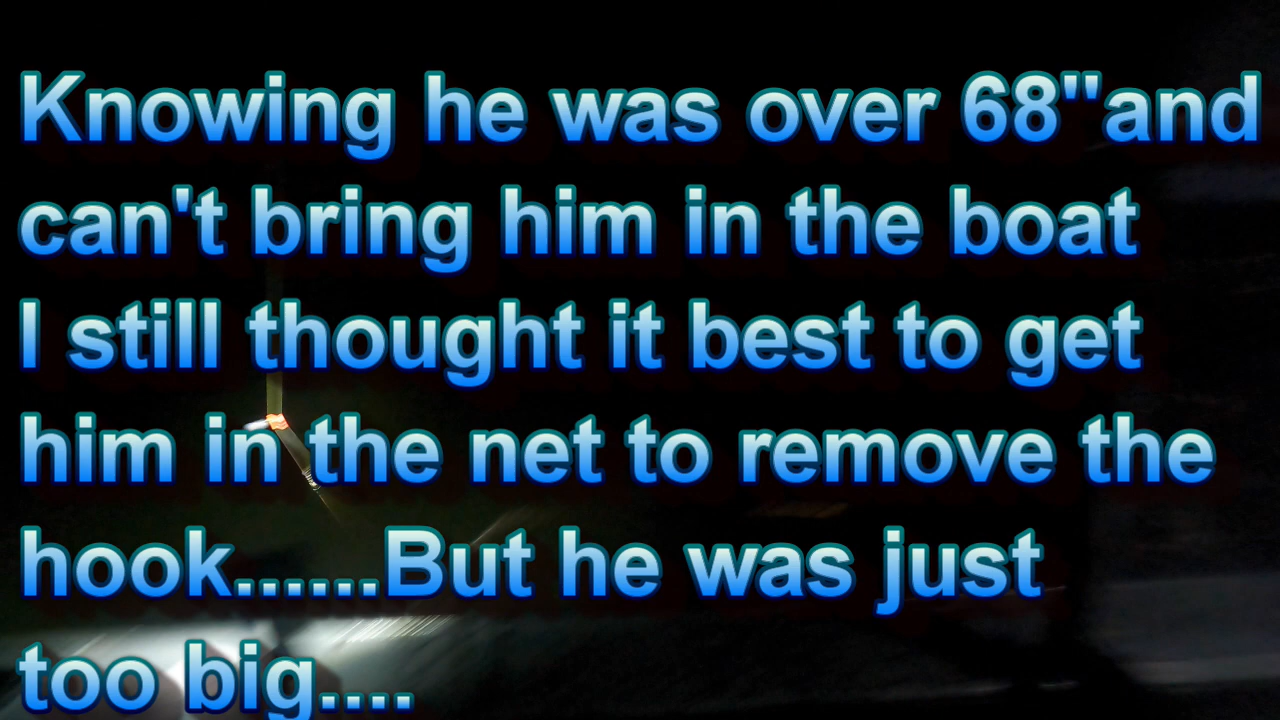 Knowing he was over 68"and
can't bring him in the boat
I still thought it best to get
him in the net to remove the
hook......But he was just
too big....